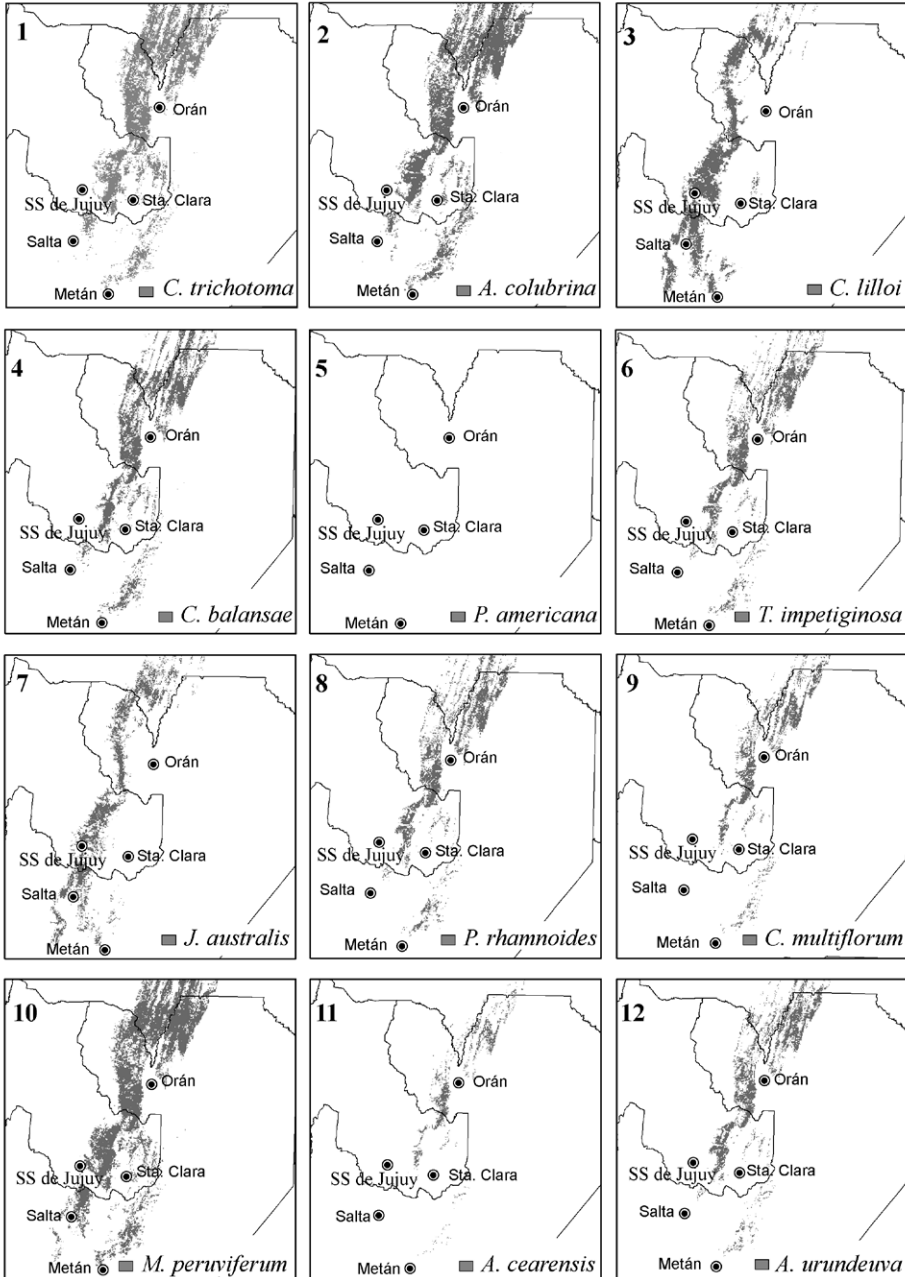 1
Orán
SS de Jujuy
Sta. Clara
Salta
Metán
C. trichotoma
2
Orán
SS de Jujuy
Sta. Clara
Salta
Metán
A. colubrina
3
Orán
SS de Jujuy
Sta. Clara
Salta
Metán
C. lilloi
4
Orán
SS de Jujuy
Sta. Clara
Salta
Metán
C. balansae
5
Orán
SS de Jujuy
Sta. Clara
Salta
Metán
P. americana
6
Orán
SS de Jujuy
Sta. Clara
Salta
Metán
T. impetiginosa
7
Orán
SS de Jujuy
Sta. Clara
Salta
Metán
J. australis
8
Orán
SS de Jujuy
Sta. Clara
Salta
Metán
P. rhamnoides
9
Orán
SS de Jujuy
Sta. Clara
Salta
Metán
C. multiflorum
10
Orán
SS de Jujuy
Sta. Clara
Salta
Metán
M. peruviferum
11
Orán
SS de Jujuy
Sta. Clara
Salta
Metán
A. cearensis
12
Orán
SS de Jujuy
Sta. Clara
Salta
Metán
A. urundeuva